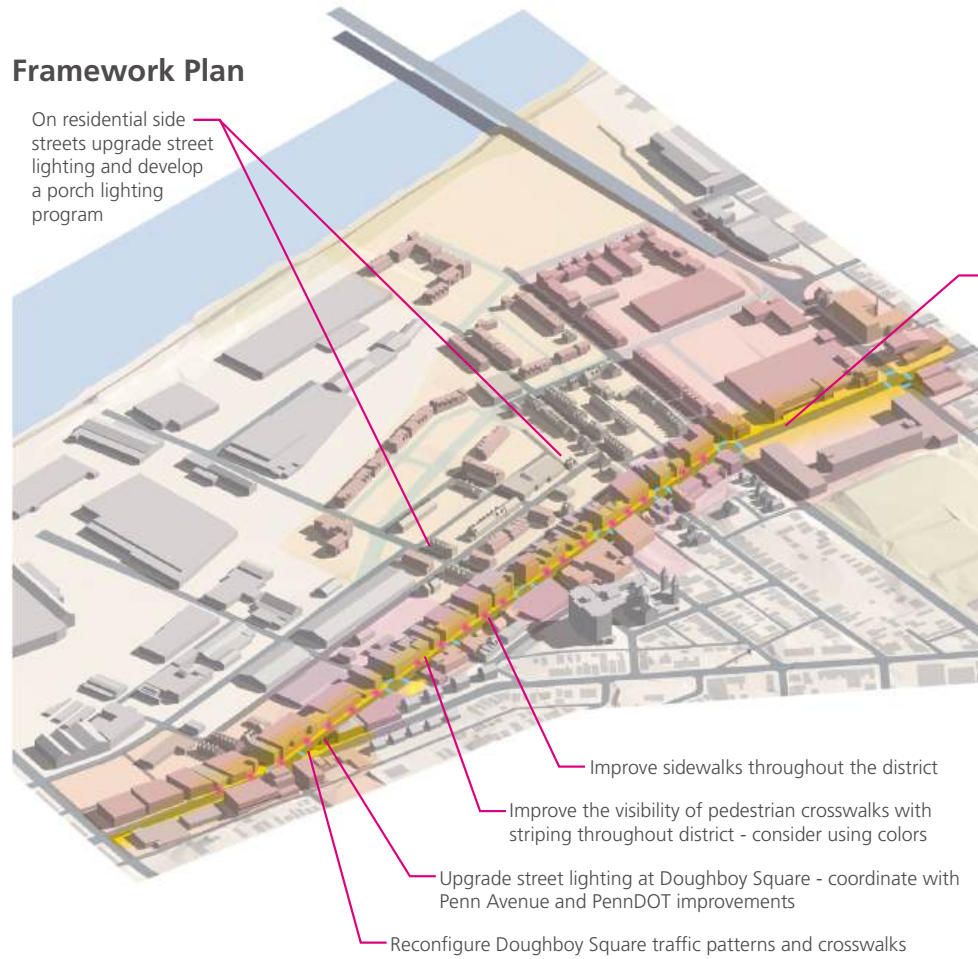 Framework Plan
On residential side
streets upgrade street
lighting and develop
a porch lighting
program
Improve sidewalks throughout the district
Improve the visibility of pedestrian crosswalks with
striping throughout district - consider using colors
Upgrade street lighting at Doughboy Square - coordinate with
Penn Avenue and PennDOT improvements
Reconfigure Doughboy Square traffic patterns and crosswalks